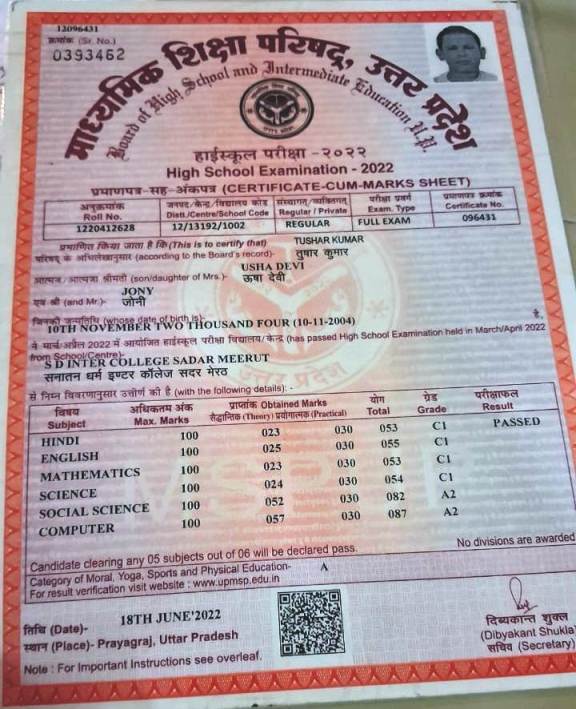 12096431
क्रमांक (Sr. No.)
0393462
माध्यमिक शिक्षा परिषद्, उत्तर प्रदेश
Board of High School and Intermediate Education U.P.
हाईस्कूल परीक्षा -२०२२
High School Examination - 2022
प्रमाणपत्र-सह-अंकपत्र (CERTIFICATE-CUM-MARKS SHEET)
अनुक्रमांक जनपद/केन्द्र/विद्यालय कोड संस्थागत/व्यक्तिगत परीक्षा प्रवर्ग प्रमाणपत्र क्रमांक
Roll No. Distt./Centre/School Code Regular / Private Exam. Type Certificate No.
1220412628 12/13192/1002 REGULAR FULL EXAM 096431
प्रमाणित किया जाता है कि(This is to certify that) TUSHAR KUMAR
परिषद के अभिलेखानुसार (according to the Board's record)- तुषार कुमार
USHA DEVI
आत्मज/आत्मजा श्रीमती (son/daughter of Mrs.)- ऊषा देवी
JONY
एवं श्री (and Mr.)- जोनी
जिनकी जन्मतिथि (whose date of birth is)-
10TH NOVEMBER TWO THOUSAND FOUR (10-11-2004) है,
ने मार्च/अप्रैल 2022 में आयोजित हाईस्कूल परीक्षा विद्यालय/केन्द्र (has passed High School Examination held in March/April 2022
from School/Centre)-
S D INTER COLLEGE SADAR MEERUT
सनातन धर्म इण्टर कॉलेज सदर मेरठ
से निम्न विवरणानुसार उत्तीर्ण की है (with the following details): -
विषय अधिकतम अंक प्राप्तांक Obtained Marks योग ग्रेड परीक्षाफल
Subject Max. Marks सैद्धान्तिक (Theory) प्रयोगात्मक (Practical) Total Grade Result
HINDI 100 023 030 053 C1 PASSED
ENGLISH 100 025 030 055 C1
MATHEMATICS 100 023 030 053 C1
SCIENCE 100 024 030 054 C1
SOCIAL SCIENCE 100 052 030 082 A2
COMPUTER 100 057 030 087 A2
Candidate clearing any 05 subjects out of 06 will be declared pass. No divisions are awarded
Category of Moral, Yoga, Sports and Physical Education- A
For result verification visit website : www.upmsp.edu.in
तिथि (Date)- 18TH JUNE'2022
स्थान (Place)- Prayagraj, Uttar Pradesh
Note : For Important Instructions see overleaf.
दिब्यकान्त शुक्ल
(Dibyakant Shukla)
सचिव (Secretary)